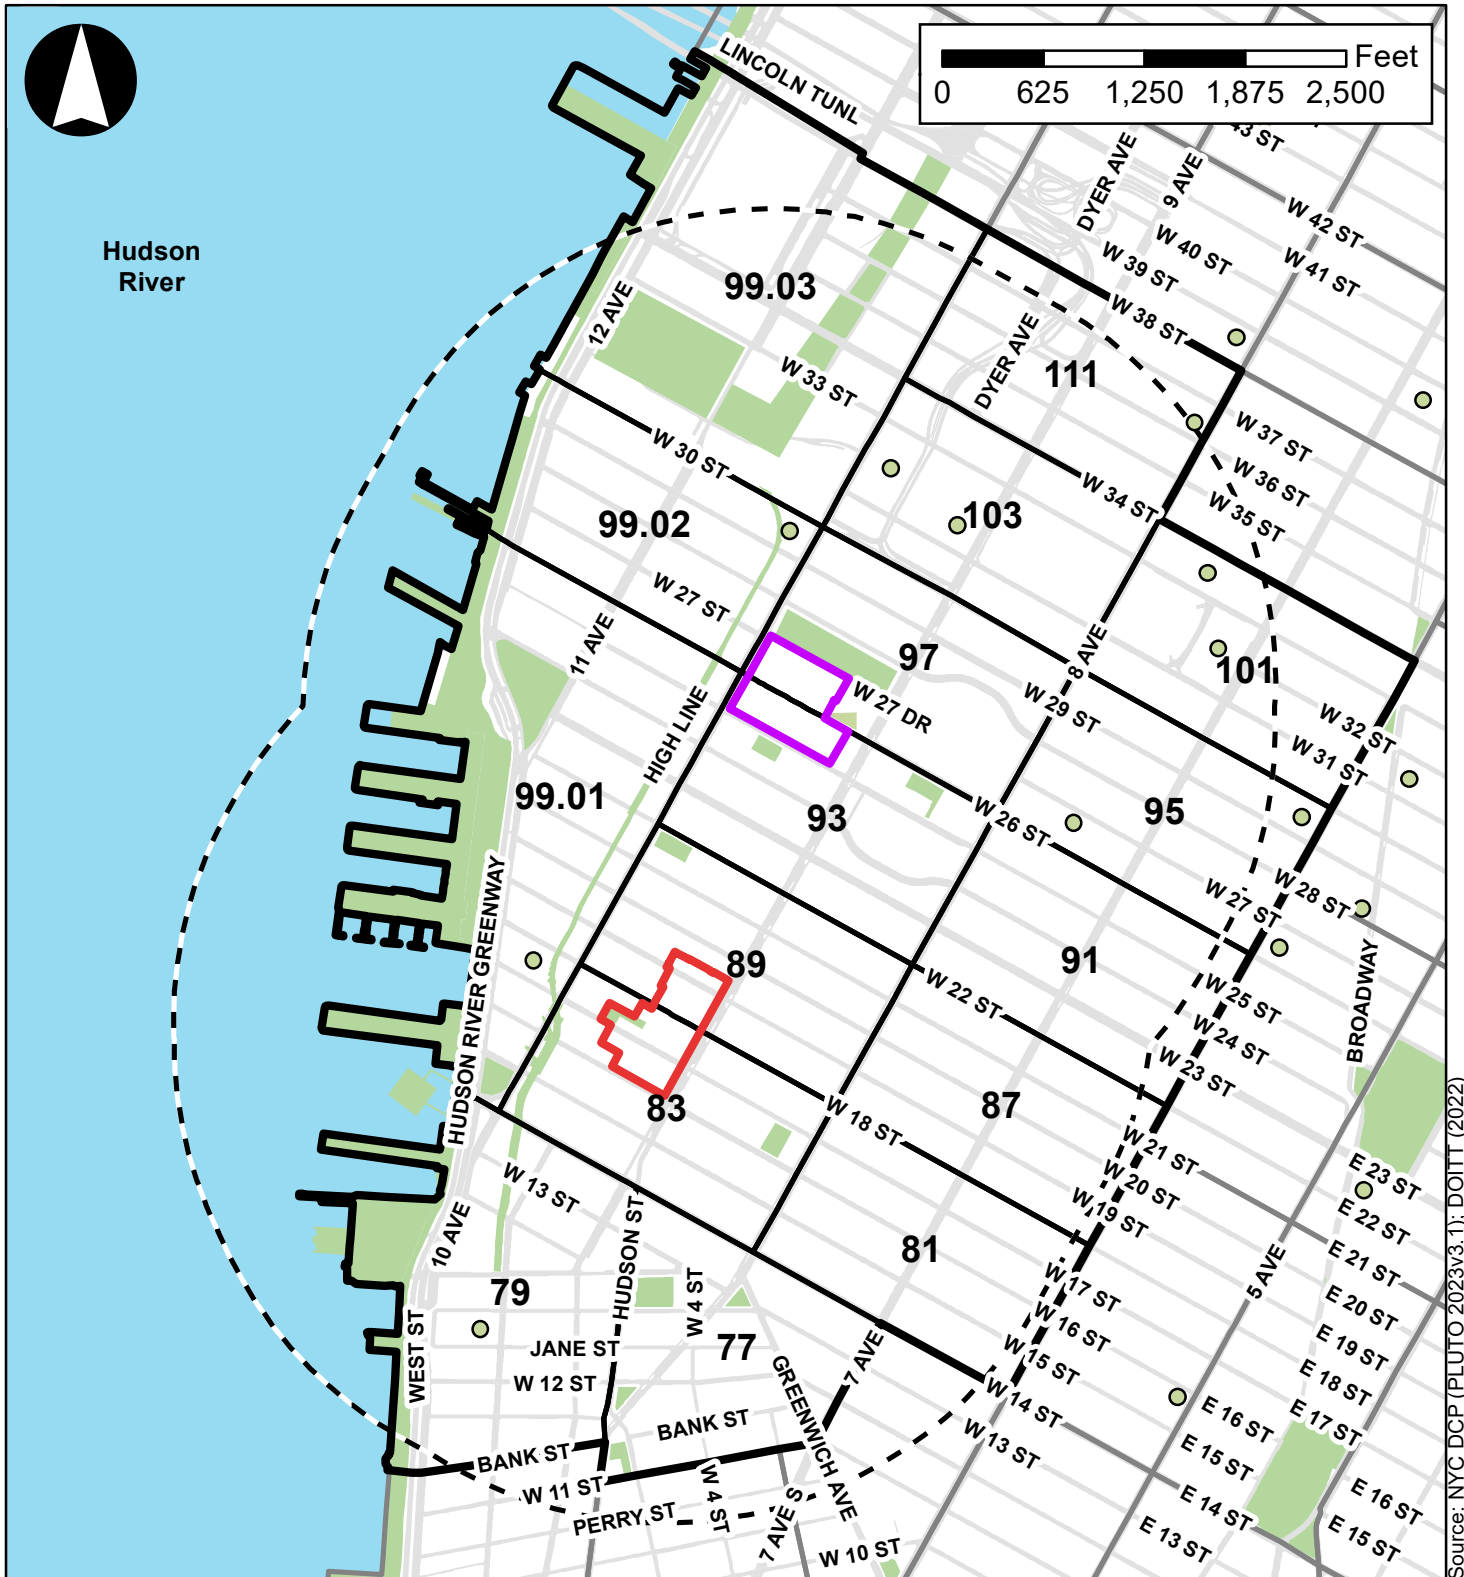 LINCOLN TUNL
Feet
0 625 1,250 1,875 2,500
43 ST
DYER AVE
9 AVE
W 42 ST
Hudson
River
W 40 ST
W 41 ST
W 39 ST
99.03
12 AVE
W 38 ST
DYER AVE
111
W 33 ST
W 37 ST
W 30 ST
W 36 ST
W 34 ST
W 35 ST
99.02
103
W 27 ST
11 AVE
97
8 AVE
101
W 27 DR
W 29 ST
HIGH LINE
W 32 ST
W 31 ST
99.01
93
W 26 ST
95
W 28 ST
W 27 ST
HUDSON RIVER GREENWAY
89
91
W 22 ST
W 25 ST
BROADWAY
W 24 ST
W 23 ST
83
W 18 ST
87
W 21 ST
W 20 ST
E 23 ST
W 13 ST
W 19 ST
E 22 ST
10 AVE
HUDSON ST
81
E 21 ST
79
W 4 ST
W 17 ST
5 AVE
E 20 ST
WEST ST
JANE ST
77
W 16 ST
E 19 ST
W 12 ST
7 AVE
W 15 ST
E 18 ST
GREENWICH AVE
W 14 ST
E 16 ST
E 17 ST
BANK ST
BANK ST
W 13 ST
E 15 ST
W 11 ST
W 4 ST
E 14 ST
E 16 ST
PERRY ST
7 AVE S
W 10 ST
E 13 ST
E 15 ST
Source: NYC DCP (PLUTO 2023v3.1); DOITT (2022)